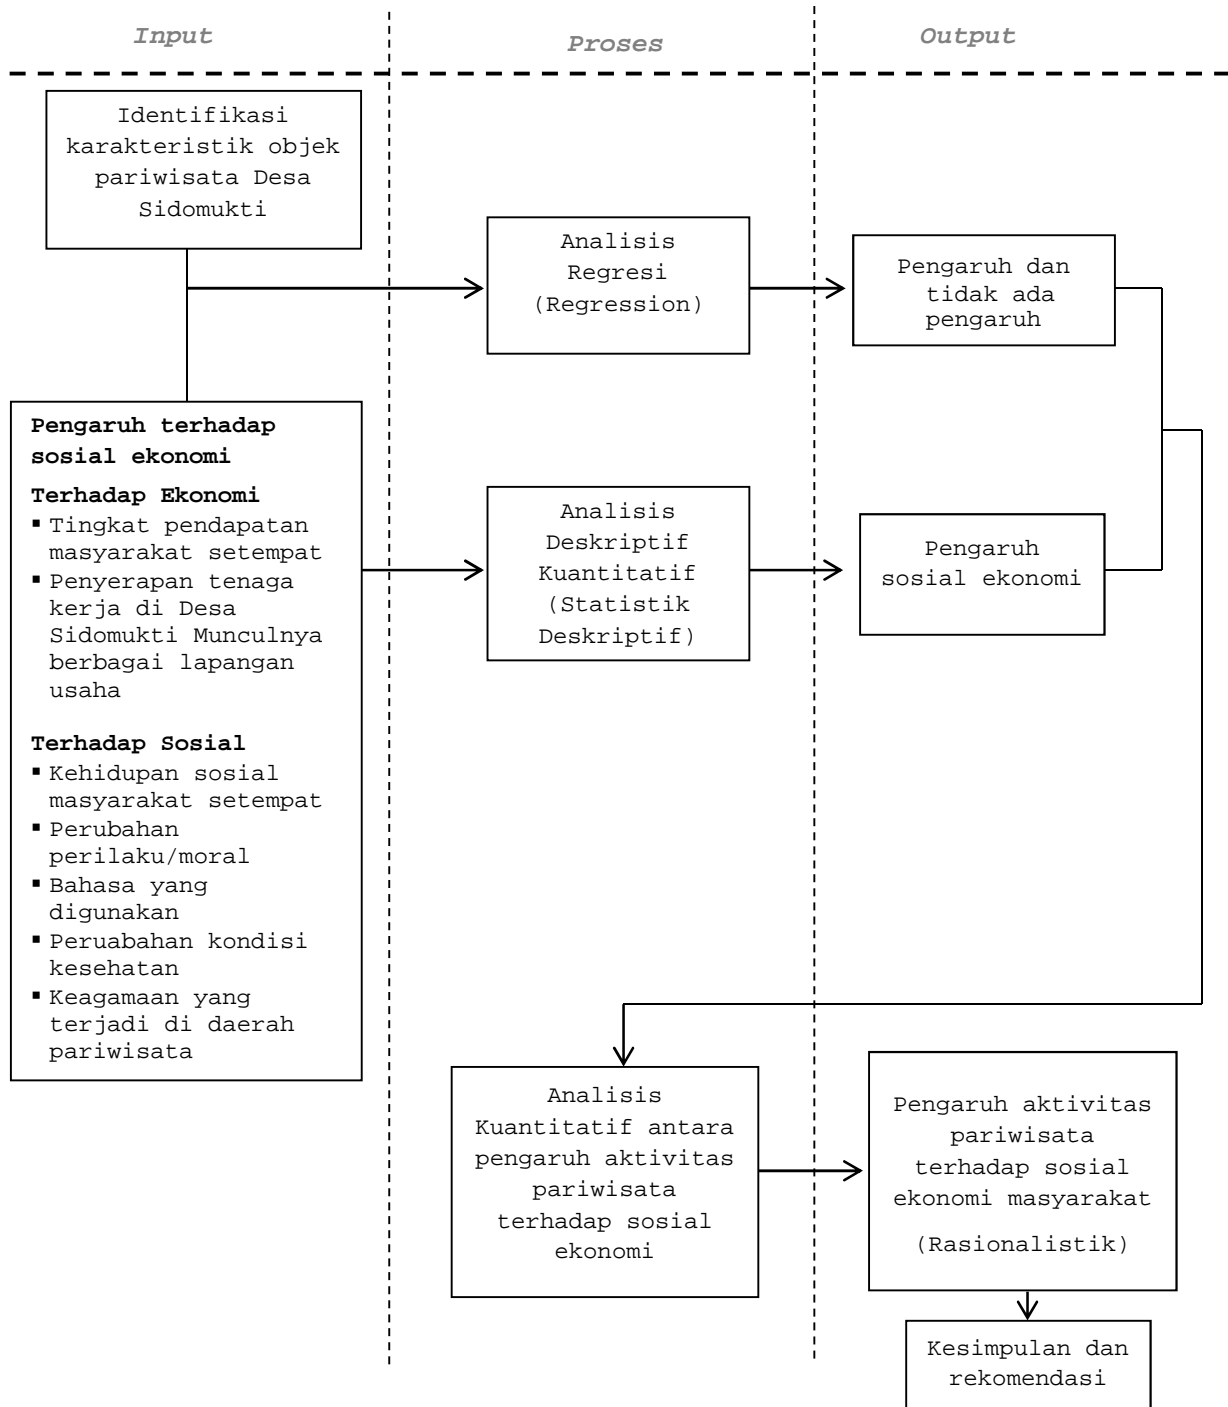 Input
Proses
Output
Identifikasi
karakteristik objek
pariwisata Desa
Sidomukti
Analisis
Regresi
(Regression)
Pengaruh dan
tidak ada
pengaruh
Pengaruh terhadap
sosial ekonomi
Terhadap Ekonomi
▪ Tingkat pendapatan
masyarakat setempat
▪ Penyerapan tenaga
kerja di Desa
Sidomukti Munculnya
berbagai lapangan
usaha
Terhadap Sosial
▪ Kehidupan sosial
masyarakat setempat
▪ Perubahan
perilaku/moral
▪ Bahasa yang
digunakan
▪ Peruabahan kondisi
kesehatan
▪ Keagamaan yang
terjadi di daerah
pariwisata
Analisis
Deskriptif
Kuantitatif
(Statistik
Deskriptif)
Pengaruh
sosial ekonomi
Analisis
Kuantitatif antara
pengaruh aktivitas
pariwisata
terhadap sosial
ekonomi
Pengaruh aktivitas
pariwisata
terhadap sosial
ekonomi masyarakat
(Rasionalistik)
Kesimpulan dan
rekomendasi